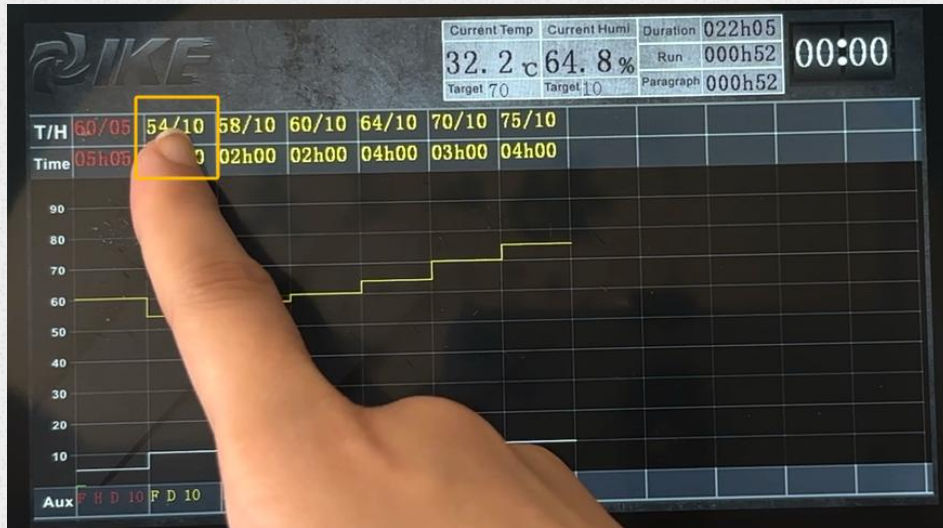 IKE
Current Temp Current Humi Duration 022h05
32.2 c 64.8 % Run 000h52 00:00
Target 70 Target 10 Paragraph 000h52
T/H 60/05 54/10 58/10 60/10 64/10 70/10 75/10
Time 05h05 02h00 02h00 04h00 03h00 04h00
90
80
70
60
50
40
30
20
10
Aux F H D 10 F D 10